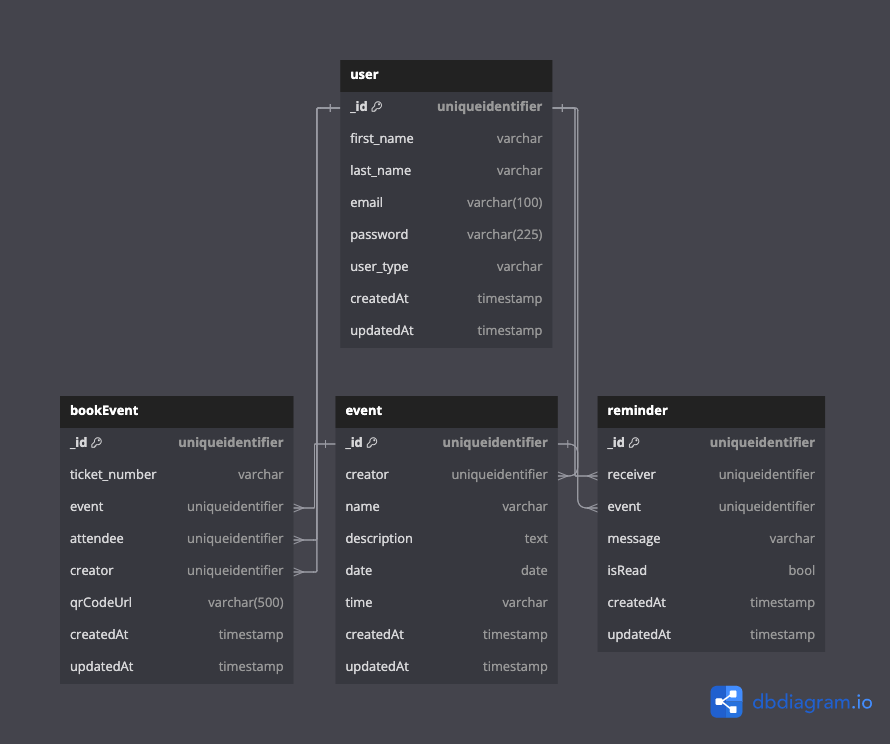 user
_id uniqueidentifier
first_name varchar
last_name varchar
email varchar(100)
password varchar(225)
user_type varchar
createdAt timestamp
updatedAt timestamp
bookEvent
_id uniqueidentifier
ticket_number varchar
event uniqueidentifier
attendee uniqueidentifier
creator uniqueidentifier
qrCodeUrl varchar(500)
createdAt timestamp
updatedAt timestamp
event
_id uniqueidentifier
creator uniqueidentifier
name varchar
description text
date date
time varchar
createdAt timestamp
updatedAt timestamp
reminder
_id uniqueidentifier
receiver uniqueidentifier
event uniqueidentifier
message varchar
isRead bool
createdAt timestamp
updatedAt timestamp
dbdiagram.io